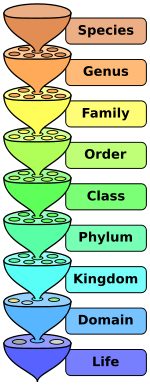 Species
Genus
Family
Order
Class
Phylum
Kingdom
Domain
Life